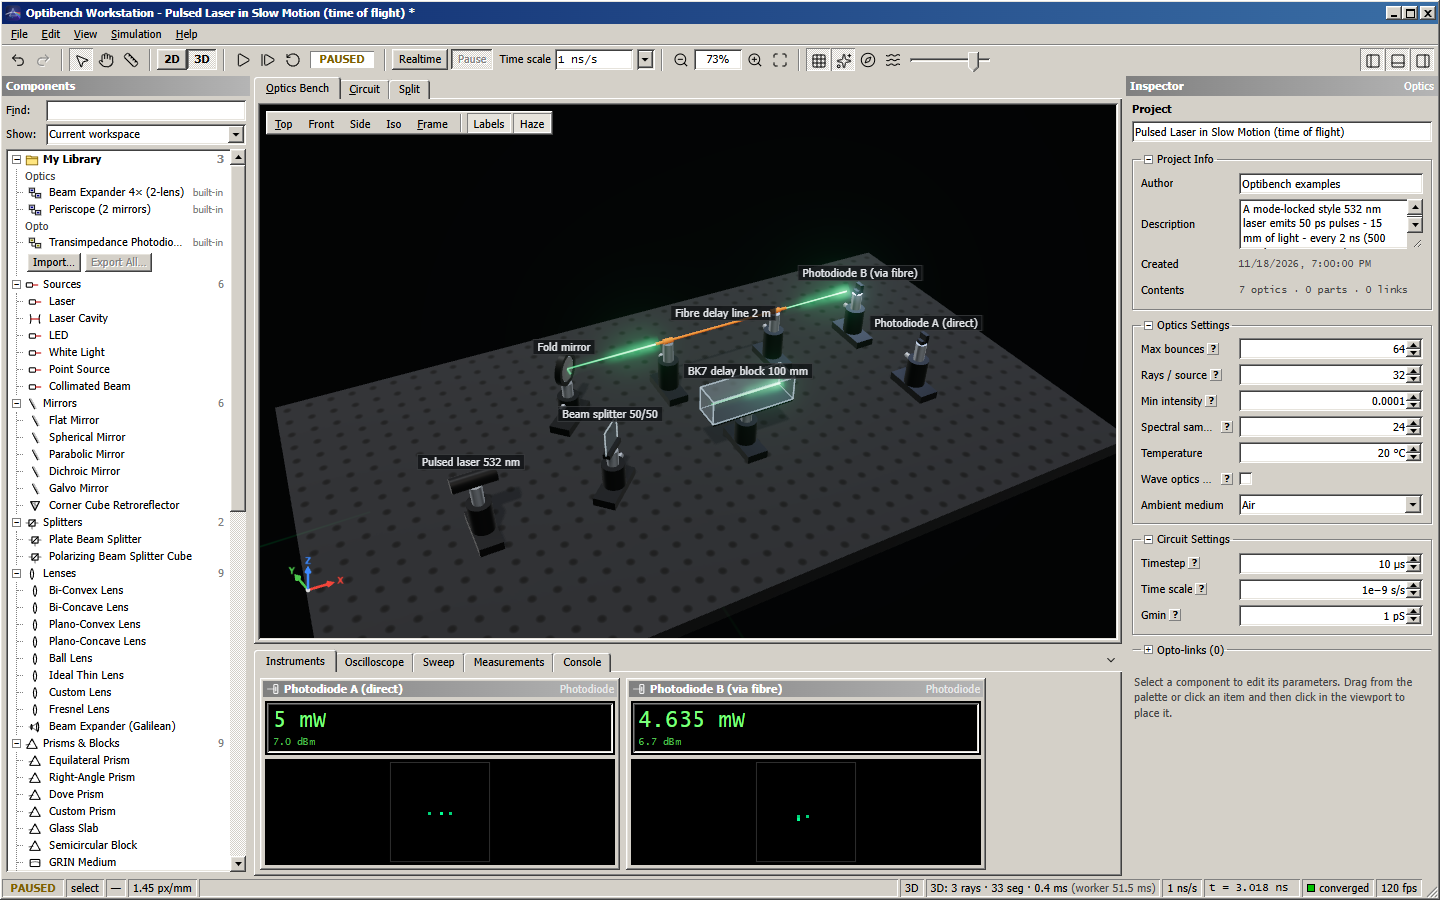 Optibench Workstation - Pulsed Laser in Slow Motion (time of flight) *
File Edit View Simulation Help
2D 3D PAUSED Realtime Pause Time scale 1 ns/s 73%
Components
Find:
Show: Current workspace
My Library 3
Optics
Beam Expander 4× (2-lens) built-in
Periscope (2 mirrors) built-in
Opto
Transimpedance Photodio... built-in
Import... Export All...
Sources 6
Laser
Laser Cavity
LED
White Light
Point Source
Collimated Beam
Mirrors 6
Flat Mirror
Spherical Mirror
Parabolic Mirror
Dichroic Mirror
Galvo Mirror
Corner Cube Retroreflector
Splitters 2
Plate Beam Splitter
Polarizing Beam Splitter Cube
Lenses 9
Bi-Convex Lens
Bi-Concave Lens
Plano-Convex Lens
Plano-Concave Lens
Ball Lens
Ideal Thin Lens
Custom Lens
Fresnel Lens
Beam Expander (Galilean)
Prisms & Blocks 9
Equilateral Prism
Right-Angle Prism
Dove Prism
Custom Prism
Glass Slab
Semicircular Block
GRIN Medium
Optics Bench Circuit Split
Top Front Side Iso Frame Labels Haze
Photodiode B (via fibre)
Fibre delay line 2 m
Photodiode A (direct)
Fold mirror
BK7 delay block 100 mm
Beam splitter 50/50
Pulsed laser 532 nm
Z
Y
X
Instruments Oscilloscope Sweep Measurements Console
Photodiode A (direct) Photodiode
5 mW
7.0 dBm
Photodiode B (via fibre) Photodiode
4.635 mW
6.7 dBm
Inspector Optics
Project
Pulsed Laser in Slow Motion (time of flight)
Project Info
Author Optibench examples
Description A mode-locked style 532 nm
laser emits 50 ps pulses - 15
mm of light - every 2 ns (500
Created 11/18/2026, 7:00:00 PM
Contents 7 optics · 0 parts · 0 links
Optics Settings
Max bounces ? 64
Rays / source ? 32
Min intensity ? 0.0001
Spectral sam... ? 24
Temperature 20 °C
Wave optics ... ?
Ambient medium Air
Circuit Settings
Timestep ? 10 µs
Time scale ? 1e−9 s/s
Gmin ? 1 pS
Opto-links (0)
Select a component to edit its parameters. Drag from the
palette or click an item and then click in the viewport to
place it.
PAUSED select — 1.45 px/mm 3D 3D: 3 rays · 33 seg · 0.4 ms (worker 51.5 ms) 1 ns/s t = 3.018 ns converged 120 fps